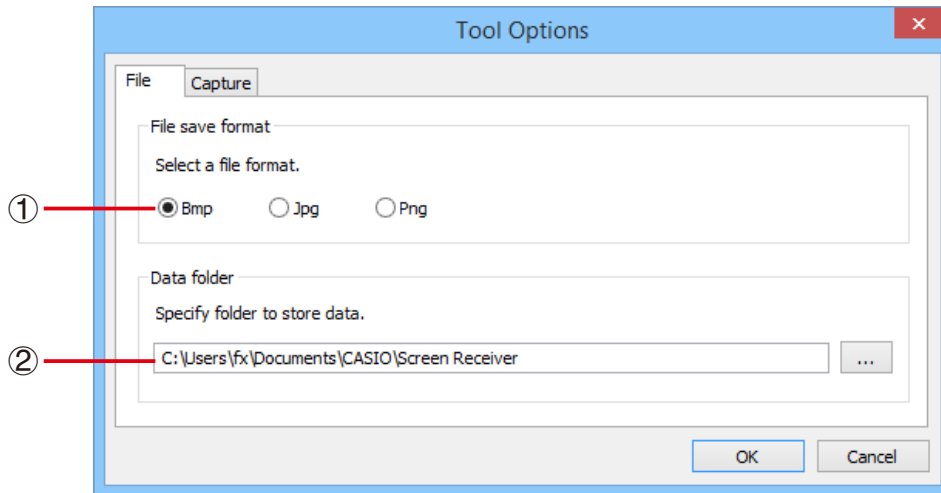 Tool Options
File Capture
File save format
Select a file format.
① Bmp Jpg Png
Data folder
Specify folder to store data.
② C:\Users\fx\Documents\CASIO\Screen Receiver ...
OK Cancel